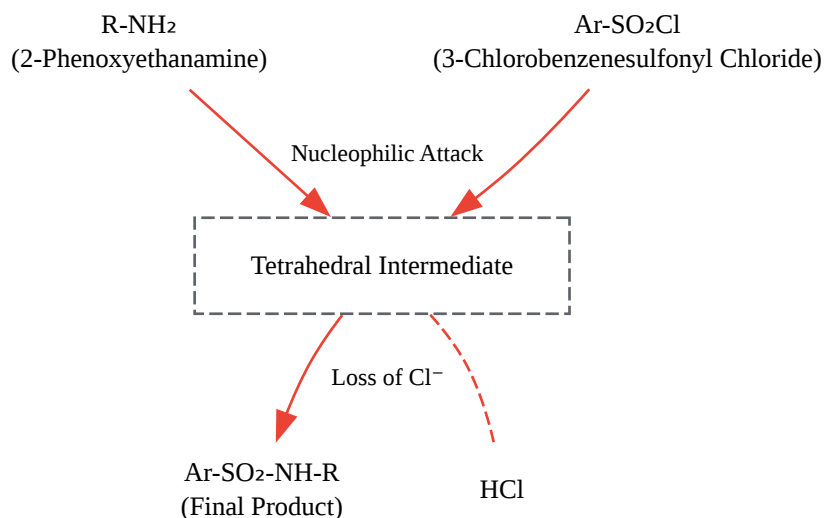 R-NH₂
(2-Phenoxyethanamine)
Ar-SO₂Cl
(3-Chlorobenzenesulfonyl Chloride)
Nucleophilic Attack
Tetrahedral Intermediate
Loss of Cl⁻
Ar-SO₂-NH-R
(Final Product)
HCl